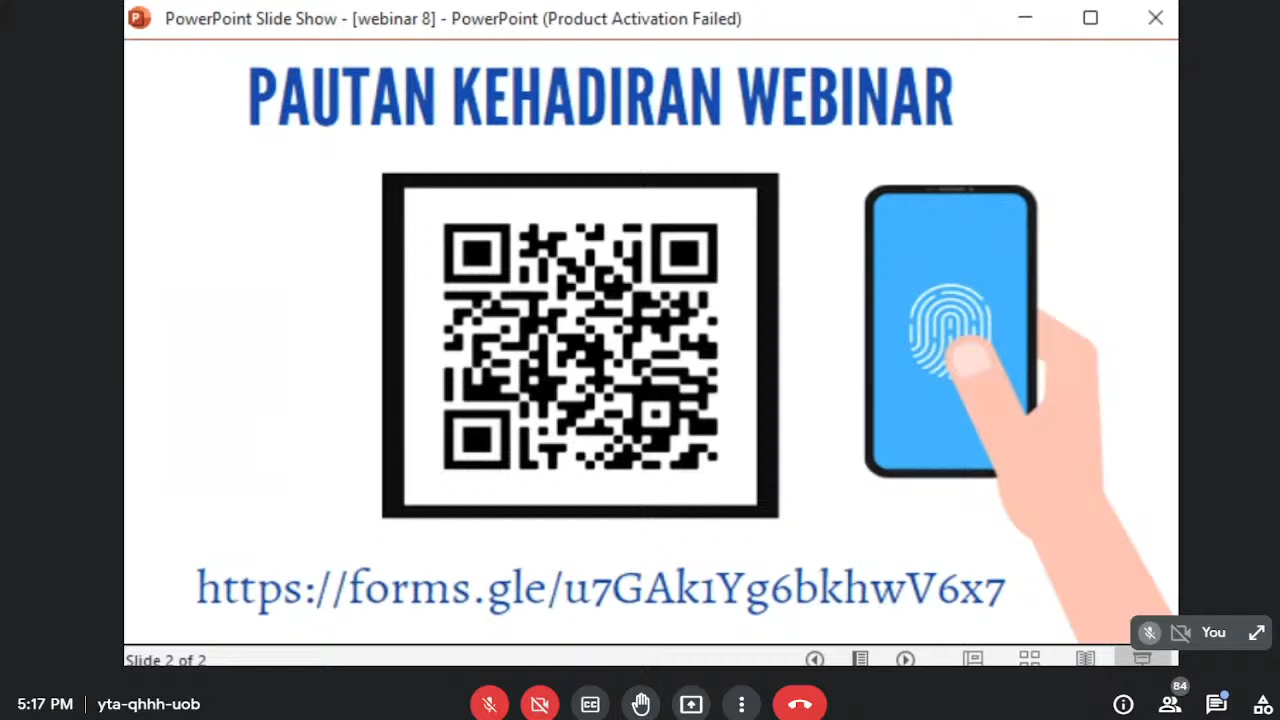 PowerPoint Slide Show - [webinar 8] - PowerPoint (Product Activation Failed)
PAUTAN KEHADIRAN WEBINAR
https://forms.gle/u7GAk1Yg6bkhwV6x7
You
Slide 2 of 2
84
5:17 PM | yta-qhhh-uob
CC